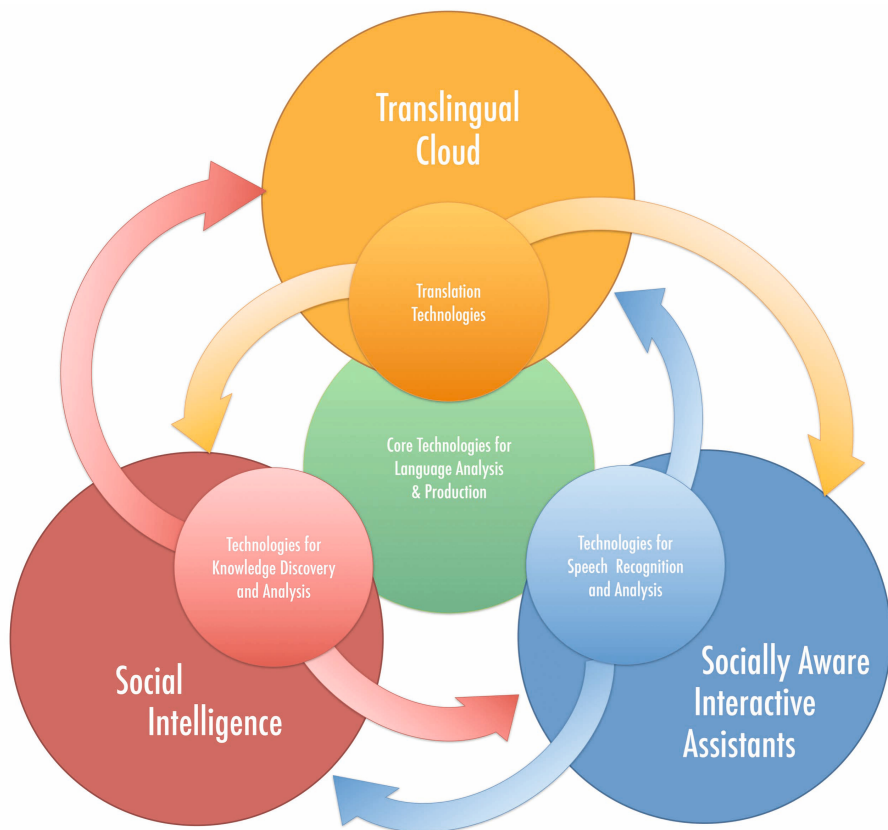 Translingual
Cloud
Translation
Technologies
Core Technologies for
Language Analysis
& Production
Technologies for
Knowledge Discovery
and Analysis
Technologies for
Speech Recognition
and Analysis
Social
Intelligence
Socially Aware
Interactive
Assistants